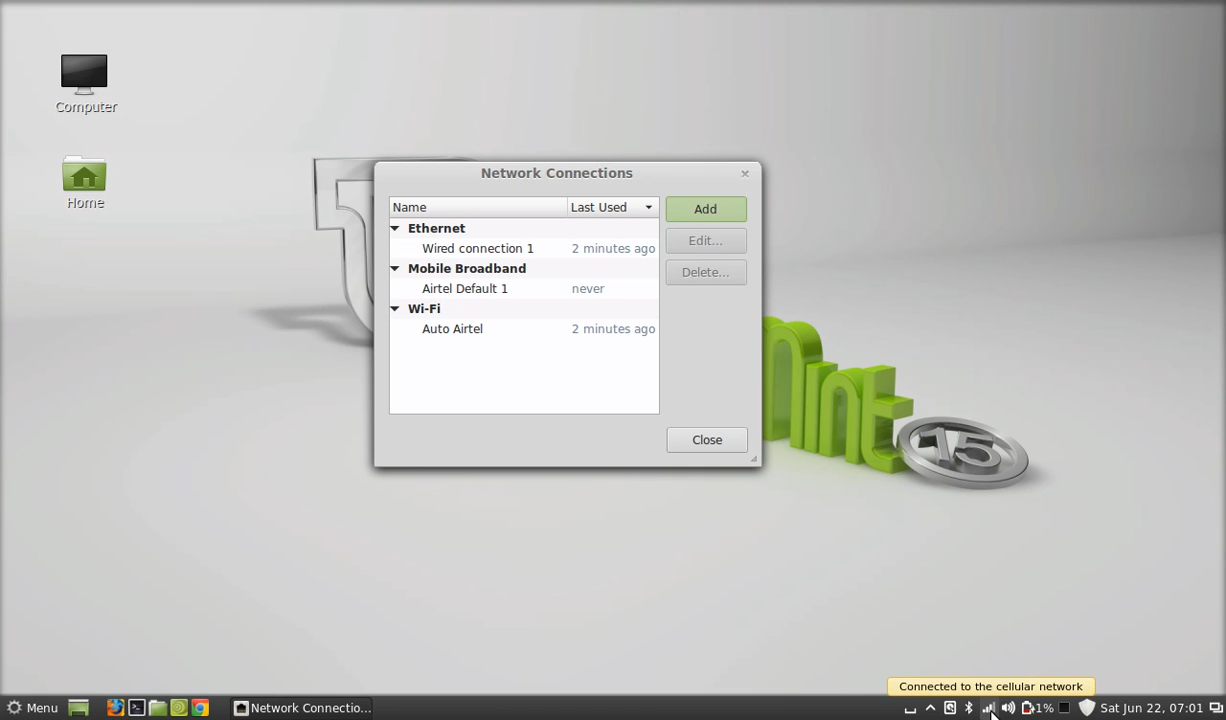 Computer
Home
Network Connections
Name Last Used
Add
Ethernet
Wired connection 1 2 minutes ago
Edit...
Mobile Broadband
Delete...
Airtel Default 1 never
Wi-Fi
Auto Airtel 2 minutes ago
Close
Mint
15
Connected to the cellular network
Menu
Network Connectio...
1%
Sat Jun 22, 07:01